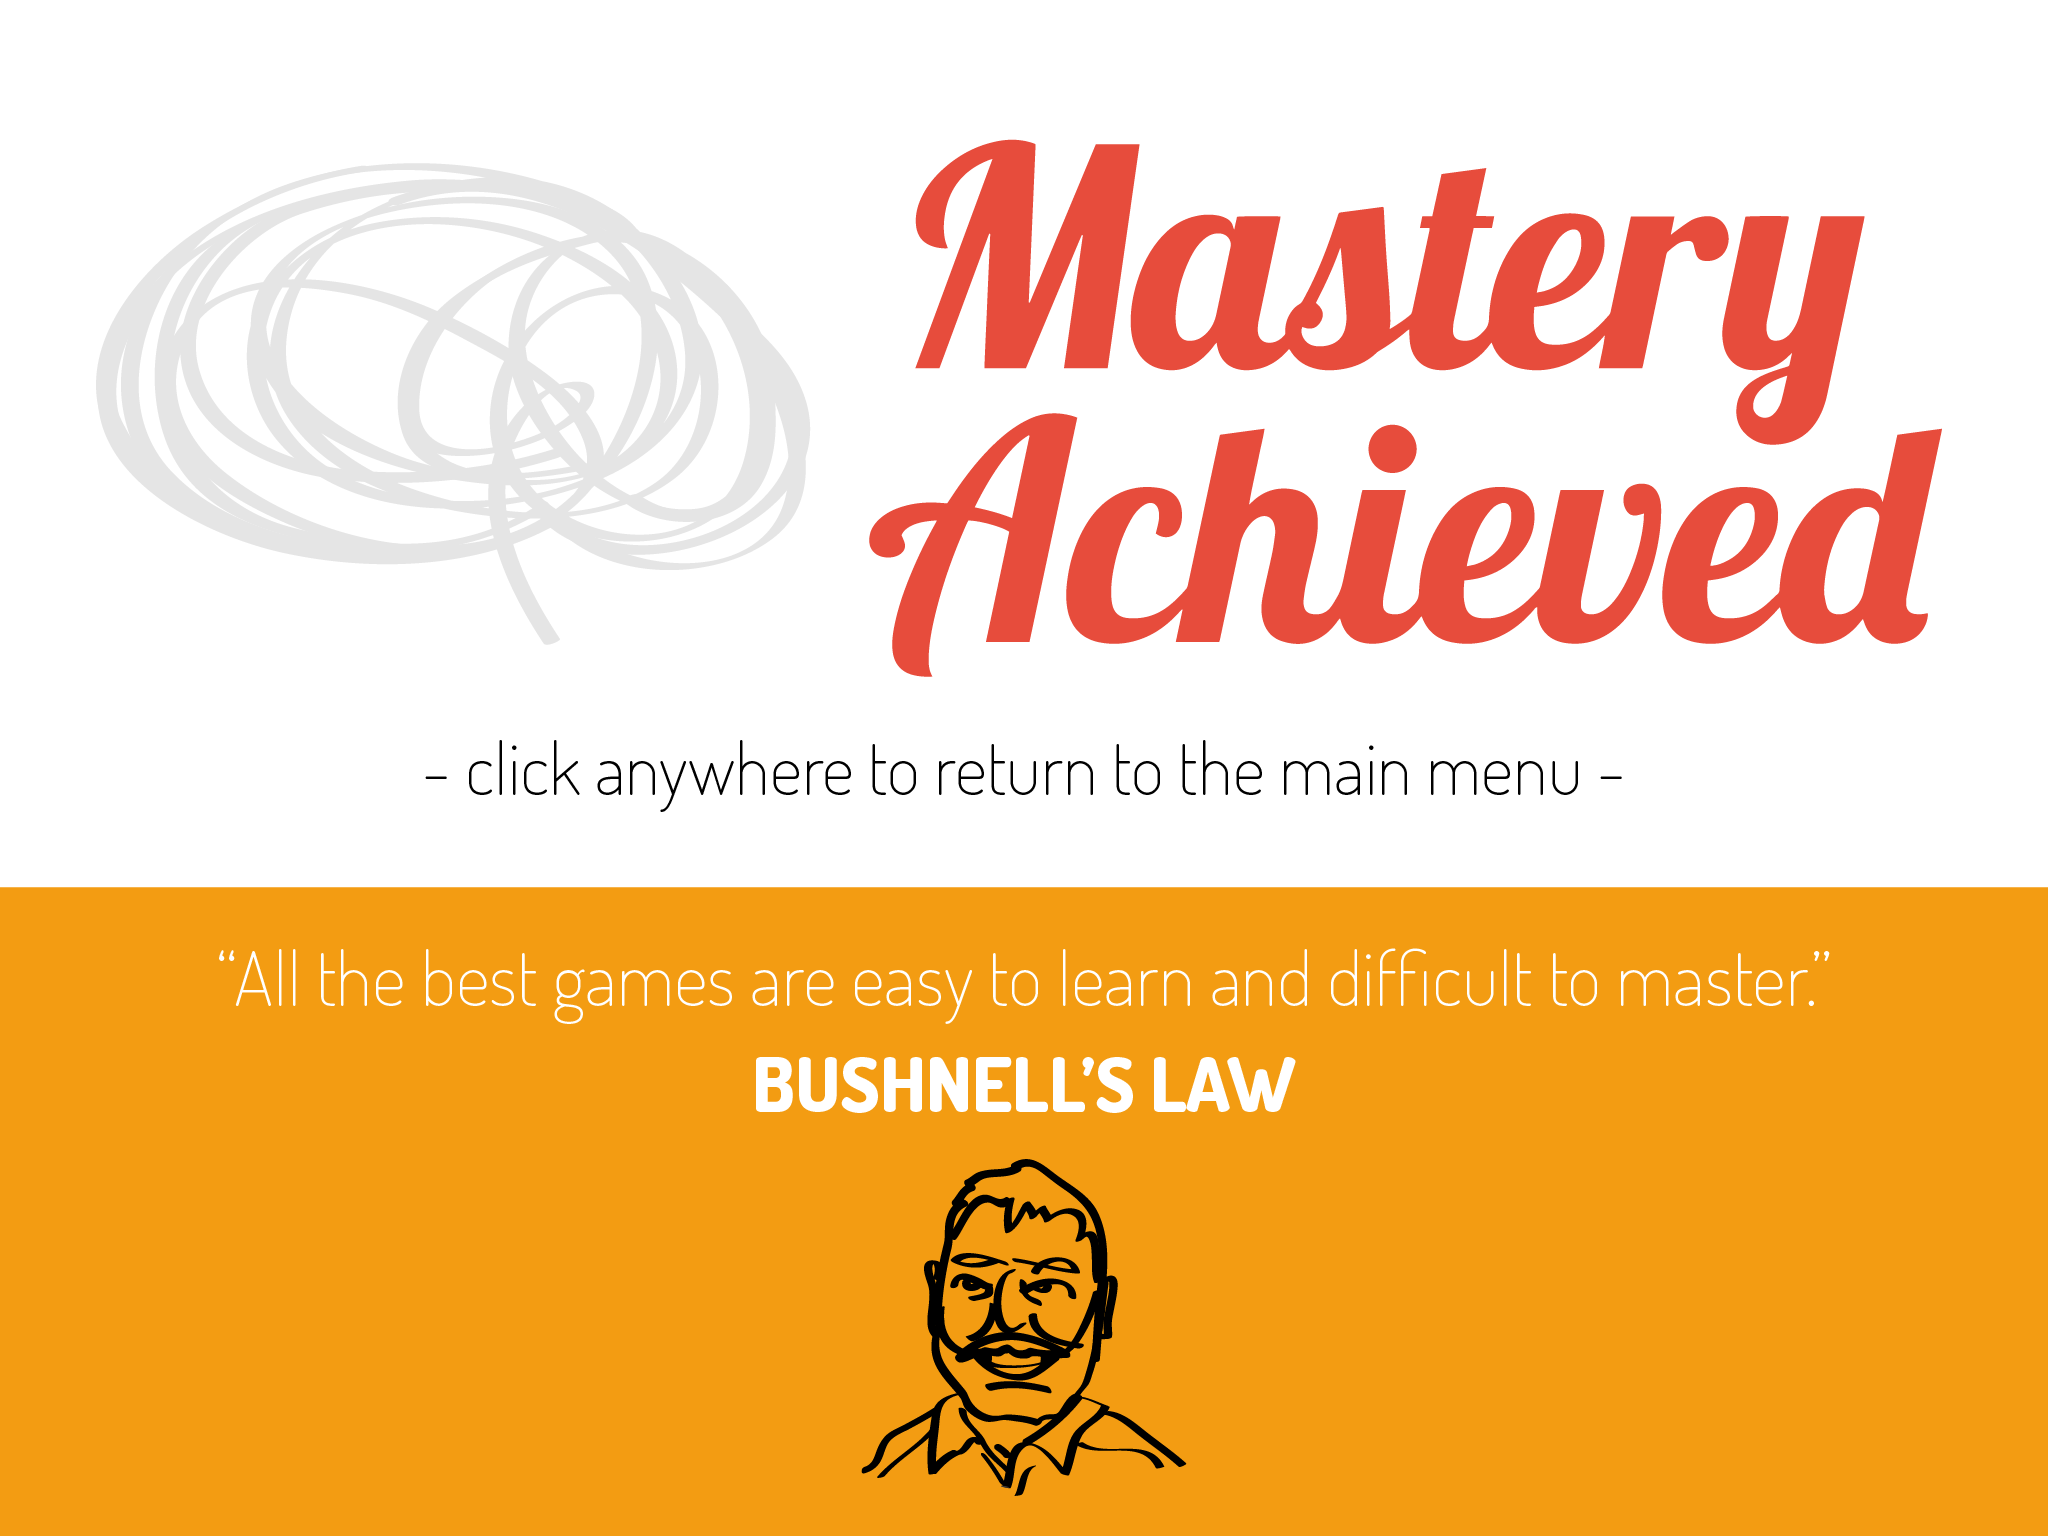 Mastery
Achieved
- click anywhere to return to the main menu -
“All the best games are easy to learn and difficult to master.”
BUSHNELL’S LAW